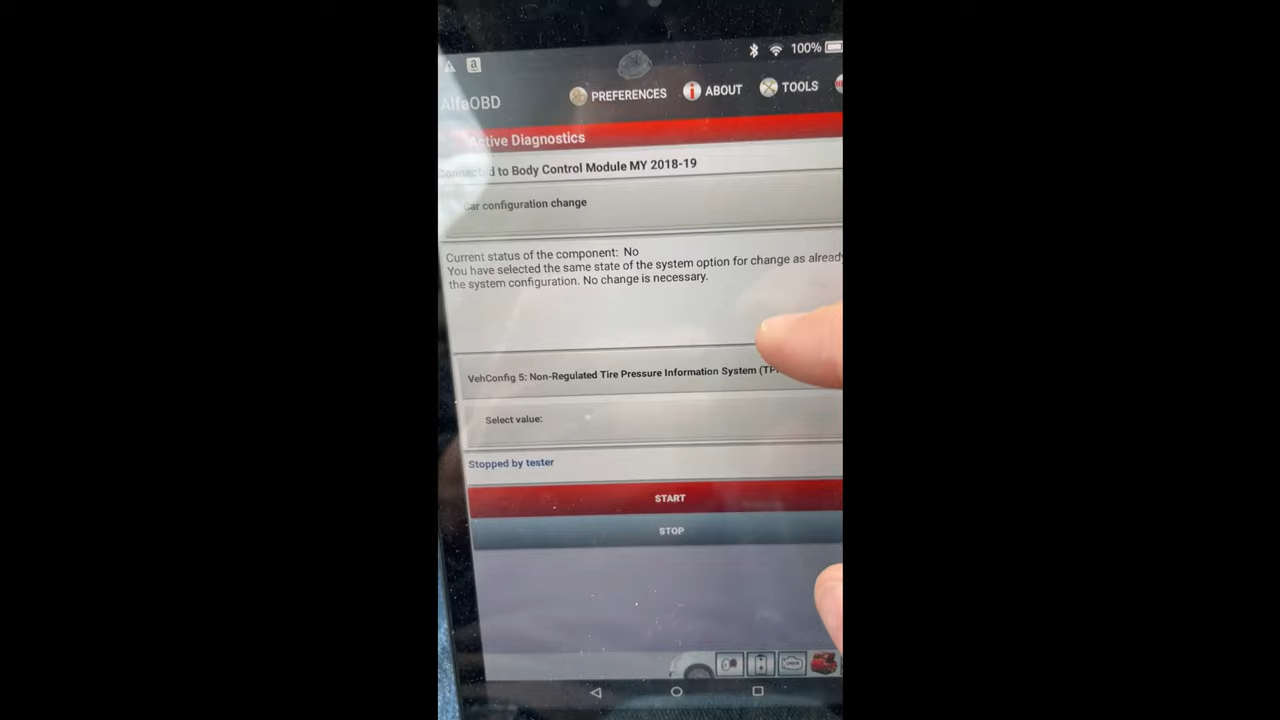 a
100%
AlfaOBD
PREFERENCES
ABOUT
TOOLS
Active Diagnostics
Connected to Body Control Module MY 2018-19
Car configuration change
Current status of the component: No
You have selected the same state of the system option for change as already
the system configuration. No change is necessary.
VehConfig 5: Non-Regulated Tire Pressure Information System (TP
Select value:
Stopped by tester
START
STOP